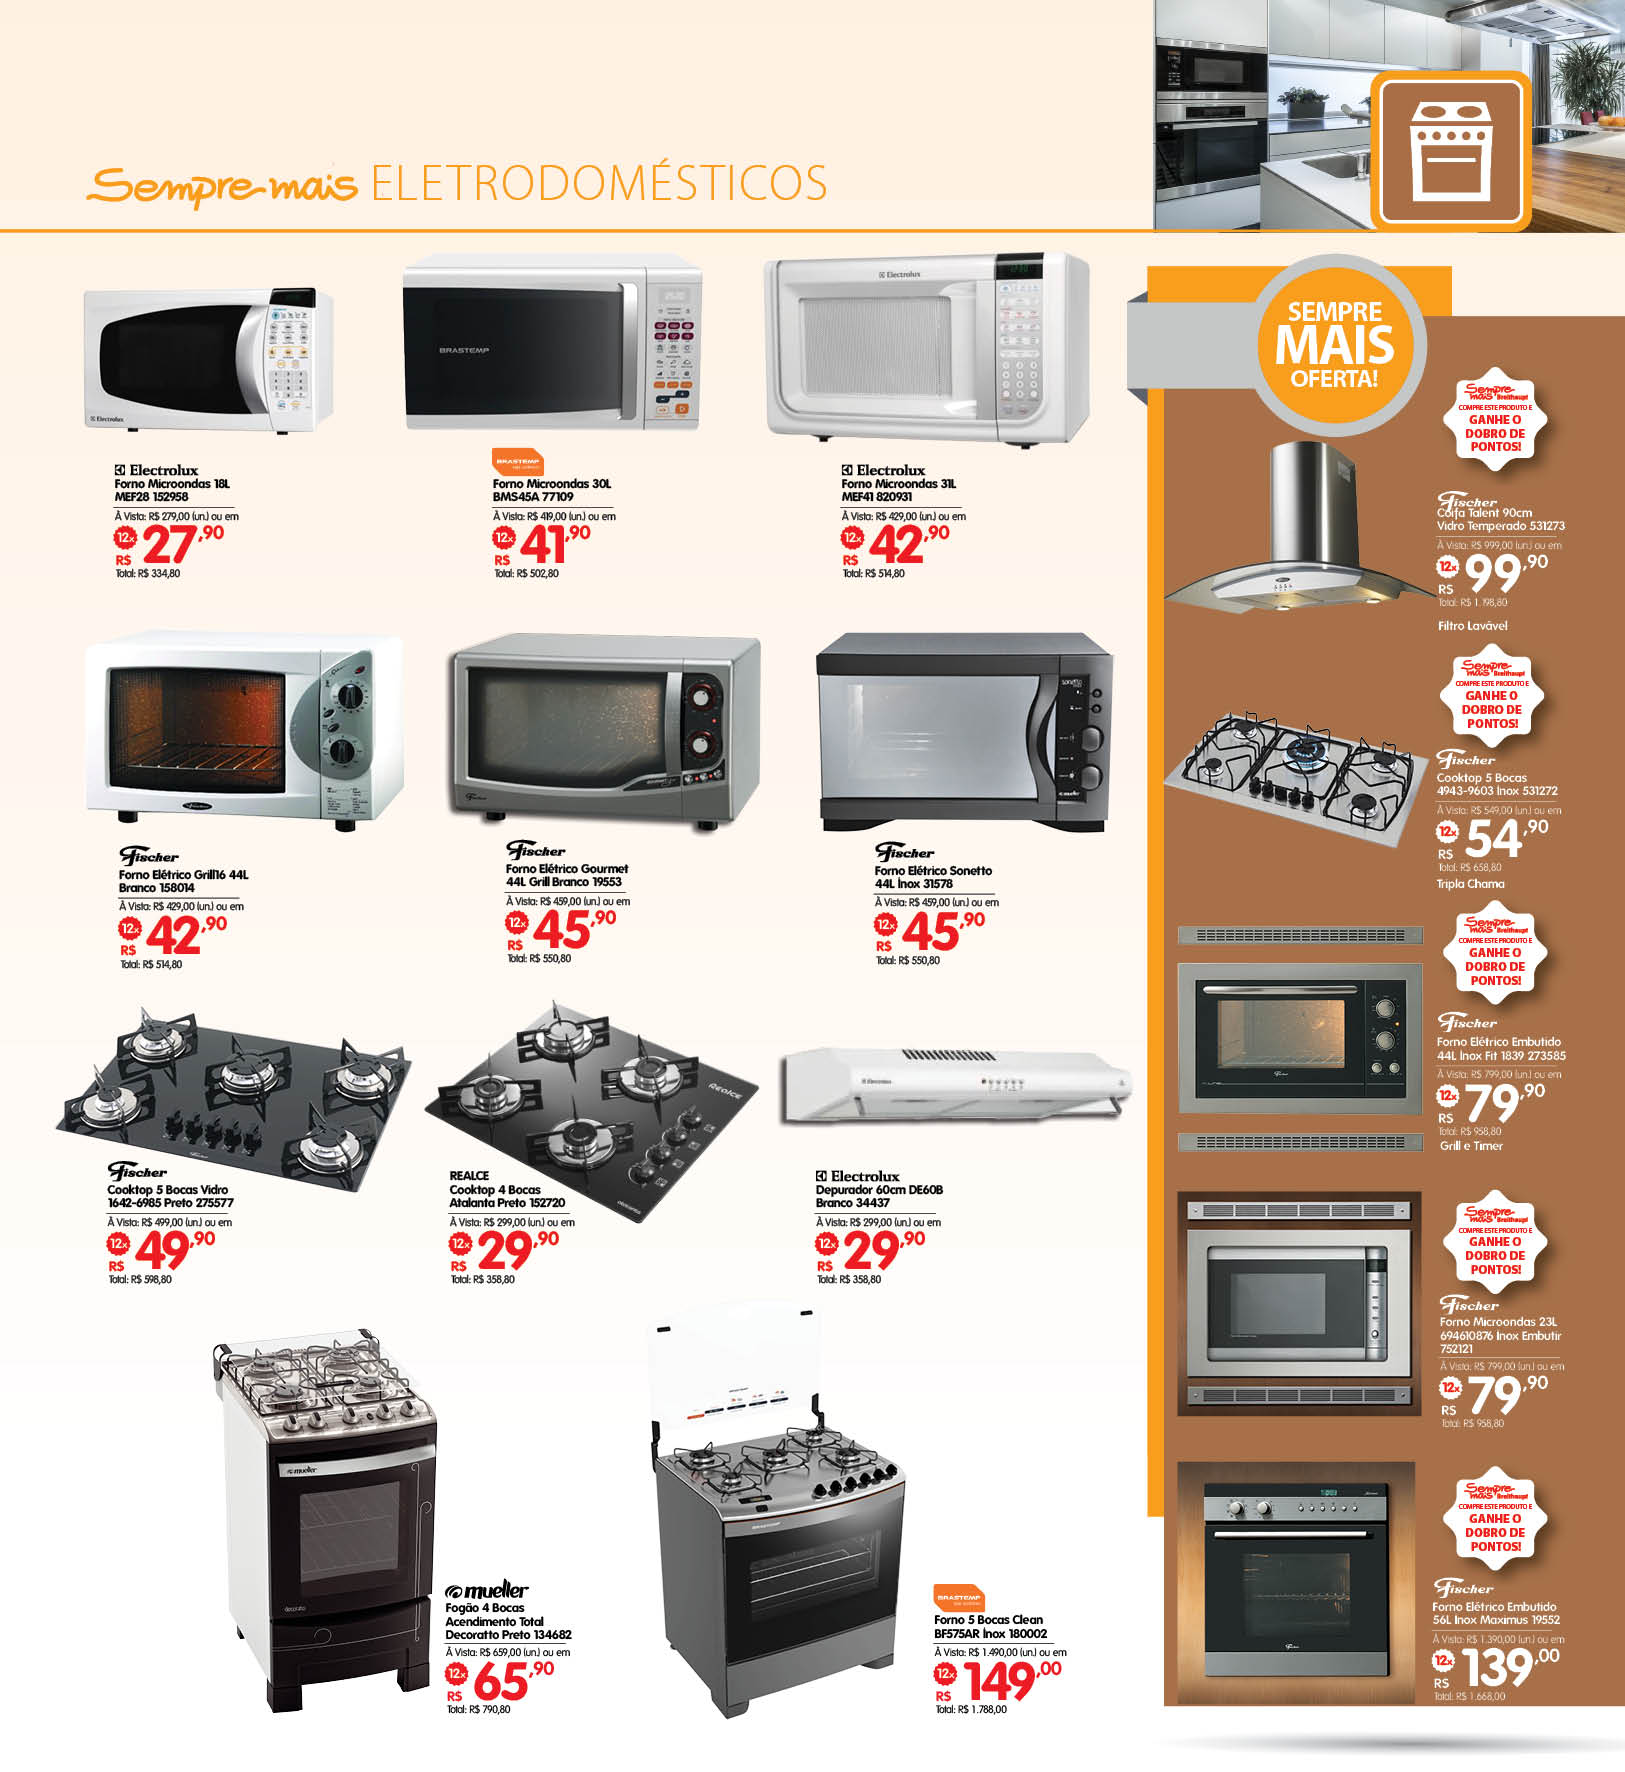 Sempre mais ELETRODOMÉSTICOS
Electrolux
Forno Microondas 18L
MEF28 152958
À Vista: R$ 279,00 (un.) ou em
12x R$ 27,90
Total: R$ 334,80
BRASTEMP
Forno Microondas 30L
BMS45A 77109
À Vista: R$ 419,00 (un.) ou em
12x R$ 41,90
Total: R$ 502,80
Electrolux
Forno Microondas 31L
MEF41 820931
À Vista: R$ 429,00 (un.) ou em
12x R$ 42,90
Total: R$ 514,80
Fischer
Forno Elétrico Grill16 44L
Branco 158014
À Vista: R$ 429,00 (un.) ou em
12x R$ 42,90
Total: R$ 514,80
Fischer
Forno Elétrico Gourmet
44L Grill Branco 19553
À Vista: R$ 459,00 (un.) ou em
12x R$ 45,90
Total: R$ 550,80
Fischer
Forno Elétrico Sonetto
44L Inox 31578
À Vista: R$ 459,00 (un.) ou em
12x R$ 45,90
Total: R$ 550,80
Fischer
Cooktop 5 Bocas Vidro
1642-6985 Preto 275577
À Vista: R$ 499,00 (un.) ou em
12x R$ 49,90
Total: R$ 598,80
REALCE
Cooktop 4 Bocas
Atalanta Preto 152720
À Vista: R$ 299,00 (un.) ou em
12x R$ 29,90
Total: R$ 358,80
Electrolux
Depurador 60cm DE60B
Branco 34437
À Vista: R$ 299,00 (un.) ou em
12x R$ 29,90
Total: R$ 358,80
mueller
Fogão 4 Bocas
Acendimento Total
Decoratto Preto 134682
À Vista: R$ 659,00 (un.) ou em
12x R$ 65,90
Total: R$ 790,80
BRASTEMP
Forno 5 Bocas Clean
BF575AR Inox 180002
À Vista: R$ 1.490,00 (un.) ou em
12x R$ 149,00
Total: R$ 1.788,00
SEMPRE
MAIS
OFERTA!
Sempre
mais Breithaupt
COMPRE ESTE PRODUTO E
GANHE O
DOBRO DE
PONTOS!
Fischer
Coifa Talent 90cm
Vidro Temperado 531273
À Vista: R$ 999,00 (un.) ou em
12x R$ 99,90
Total: R$ 1.198,80
Filtro Lavável
Sempre
mais Breithaupt
COMPRE ESTE PRODUTO E
GANHE O
DOBRO DE
PONTOS!
Fischer
Cooktop 5 Bocas
4943-9603 Inox 531272
À Vista: R$ 549,00 (un.) ou em
12x R$ 54,90
Total: R$ 658,80
Tripla Chama
Sempre
mais Breithaupt
COMPRE ESTE PRODUTO E
GANHE O
DOBRO DE
PONTOS!
Fischer
Forno Elétrico Embutido
44L Inox Fit 1839 273585
À Vista: R$ 799,00 (un.) ou em
12x R$ 79,90
Total: R$ 958,80
Grill e Timer
Sempre
mais Breithaupt
COMPRE ESTE PRODUTO E
GANHE O
DOBRO DE
PONTOS!
Fischer
Forno Microondas 23L
694610876 Inox Embutir
752121
À Vista: R$ 799,00 (un.) ou em
12x R$ 79,90
Total: R$ 958,80
Sempre
mais Breithaupt
COMPRE ESTE PRODUTO E
GANHE O
DOBRO DE
PONTOS!
Fischer
Forno Elétrico Embutido
56L Inox Maximus 19552
À Vista: R$ 1.390,00 (un.) ou em
12x R$ 139,00
Total: R$ 1.668,00